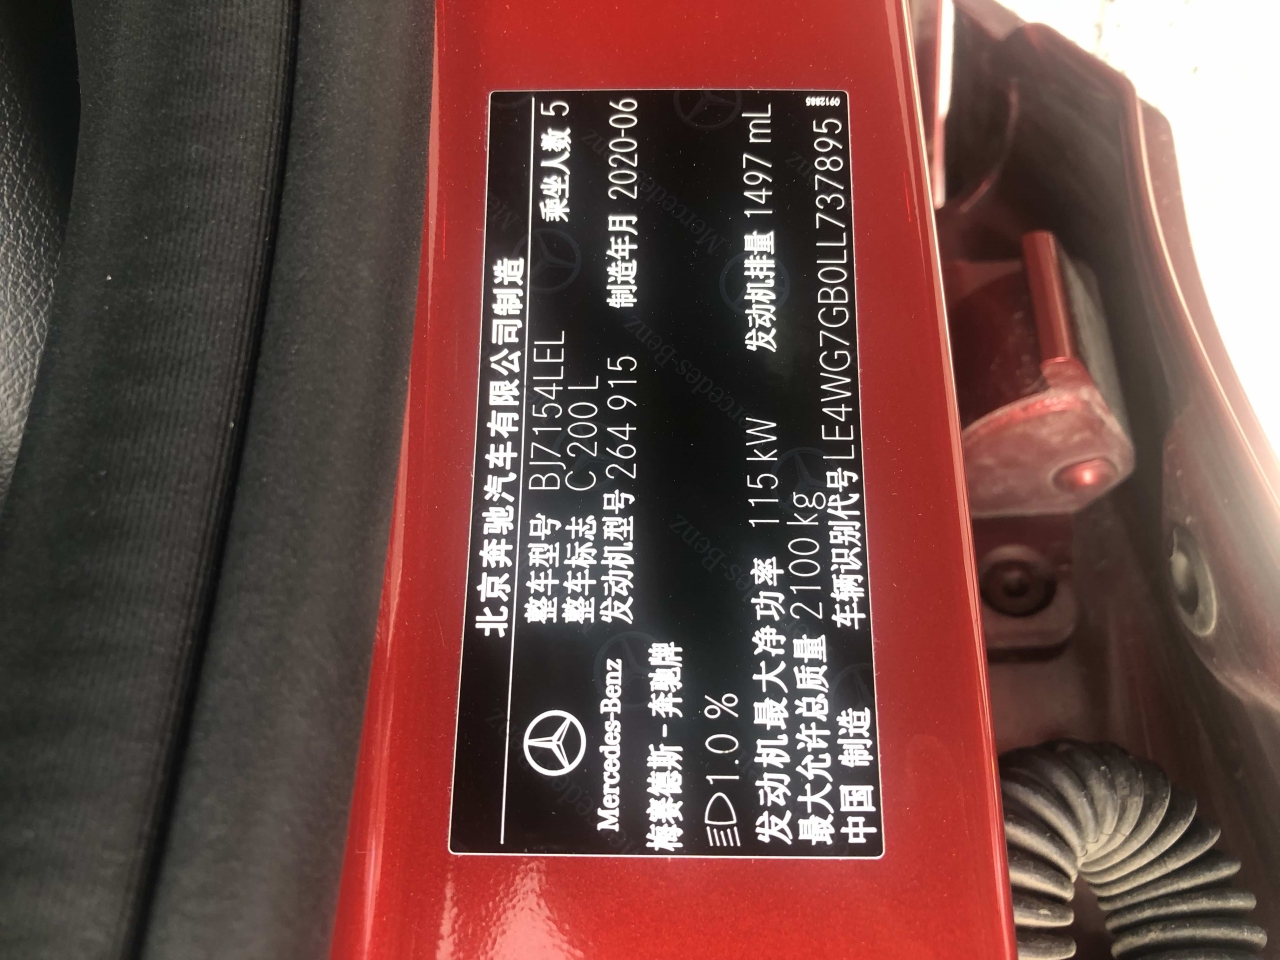 北京奔驰汽车有限公司制造
整车型号 BJ7154LEL 乘坐人数 5
整车标志 C 200 L
发动机型号 264 915 制造年月 2020-06
Mercedes-Benz
梅赛德斯-奔驰牌
1.0 %
发动机最大净功率 115 kW 发动机排量 1497 mL
最大允许总质量 2100 kg
中国 制造 车辆识别代号 LE4WG7GB0LL737895
0912885